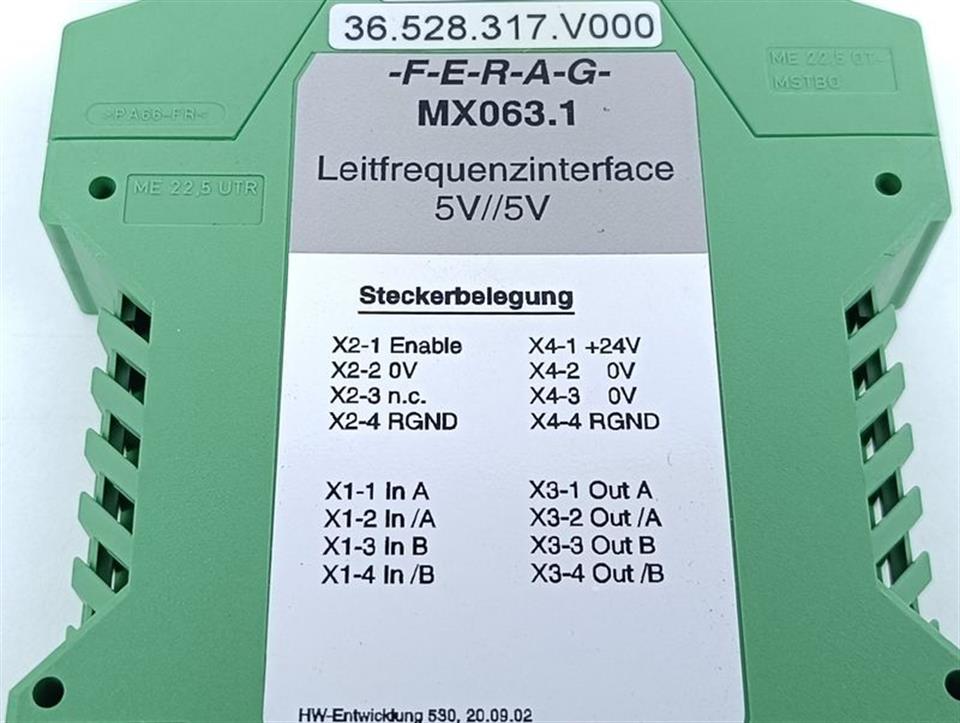 36.528.317.V000
-F-E-R-A-G-
MX063.1
Leitfrequenzinterface
5V//5V
ME 22,5 OT-
MSTBO
>PA66-FR<
ME 22,5 UTR
Steckerbelegung
X2-1 Enable X4-1 +24V
X2-2 0V X4-2 0V
X2-3 n.c. X4-3 0V
X2-4 RGND X4-4 RGND
X1-1 In A X3-1 Out A
X1-2 In /A X3-2 Out /A
X1-3 In B X3-3 Out B
X1-4 In /B X3-4 Out /B
HW-Entwicklung 530, 20.09.02